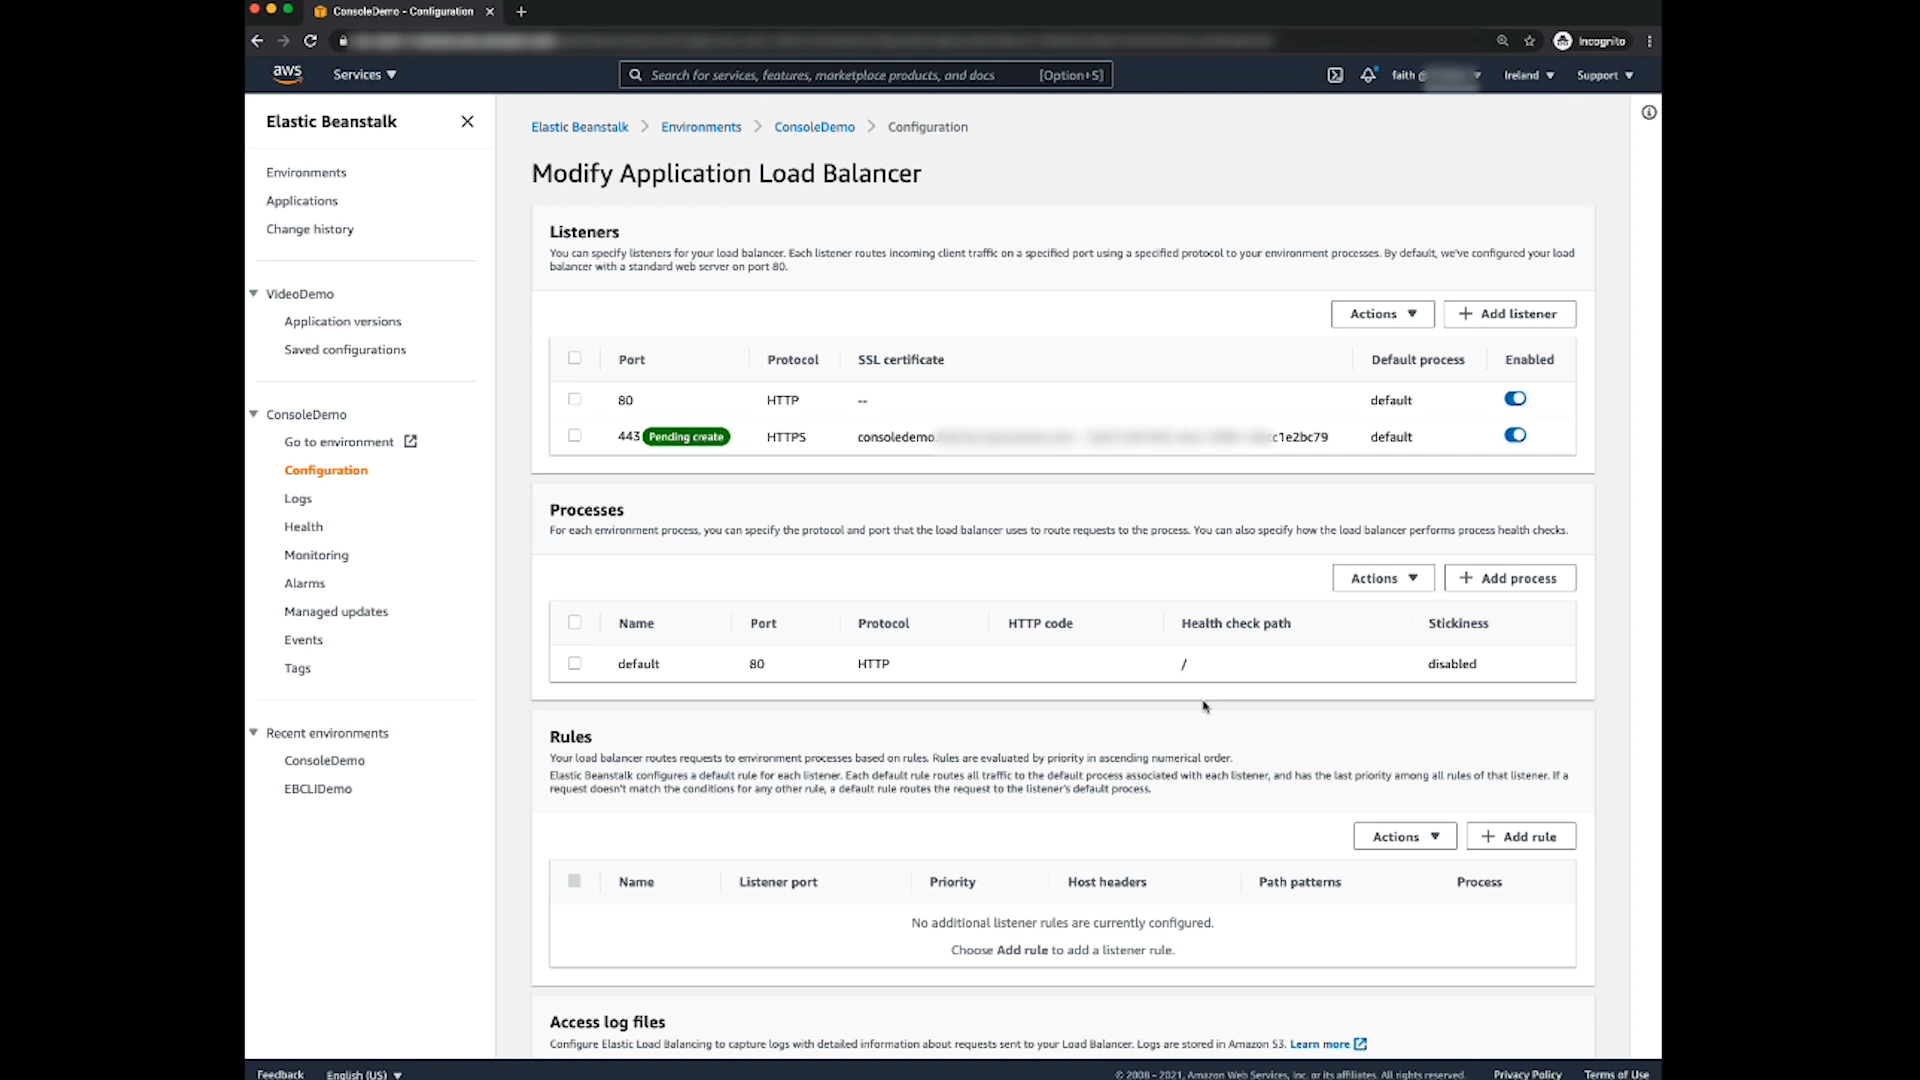 ConsoleDemo - Configuration
Incognito
aws
Services
Search for services, features, marketplace products, and docs [Option+S]
faith @
Ireland
Support
Elastic Beanstalk
Environments
Applications
Change history
VideoDemo
Application versions
Saved configurations
ConsoleDemo
Go to environment
Configuration
Logs
Health
Monitoring
Alarms
Managed updates
Events
Tags
Recent environments
ConsoleDemo
EBCLIDemo
Elastic Beanstalk > Environments > ConsoleDemo > Configuration
Modify Application Load Balancer
Listeners
You can specify listeners for your load balancer. Each listener routes incoming client traffic on a specified port using a specified protocol to your environment processes. By default, we've configured your load
balancer with a standard web server on port 80.
Actions + Add listener
Port Protocol SSL certificate Default process Enabled
80 HTTP -- default
443 Pending create HTTPS consoledemo. c1e2bc79 default
Processes
For each environment process, you can specify the protocol and port that the load balancer uses to route requests to the process. You can also specify how the load balancer performs process health checks.
Actions + Add process
Name Port Protocol HTTP code Health check path Stickiness
default 80 HTTP / disabled
Rules
Your load balancer routes requests to environment processes based on rules. Rules are evaluated by priority in ascending numerical order.
Elastic Beanstalk configures a default rule for each listener. Each default rule routes all traffic to the default process associated with each listener, and has the last priority among all rules of that listener. If a
request doesn't match the conditions for any other rule, a default rule routes the request to the listener's default process.
Actions + Add rule
Name Listener port Priority Host headers Path patterns Process
No additional listener rules are currently configured.
Choose Add rule to add a listener rule.
Access log files
Configure Elastic Load Balancing to capture logs with detailed information about requests sent to your Load Balancer. Logs are stored in Amazon S3. Learn more
Feedback English (US) © 2008 - 2021, Amazon Web Services, Inc. or its affiliates. All rights reserved. Privacy Policy Terms of Use